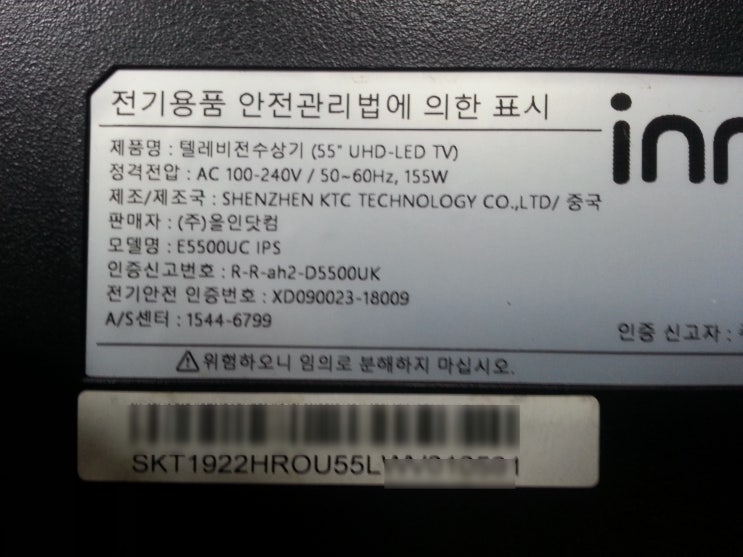 전기용품 안전관리법에 의한 표시
제품명 : 텔레비전수상기 (55" UHD-LED TV)
정격전압 : AC 100-240V / 50~60Hz, 155W
제조/제조국 : SHENZHEN KTC TECHNOLOGY CO.,LTD/ 중국
판매자 : (주)올인닷컴
모델명 : E5500UC IPS
인증신고번호 : R-R-ah2-D5500UK
전기안전 인증번호 : XD090023-18009
A/S센터 : 1544-6799
인증 신고자 :
⚠위험하오니 임의로 분해하지 마십시오.